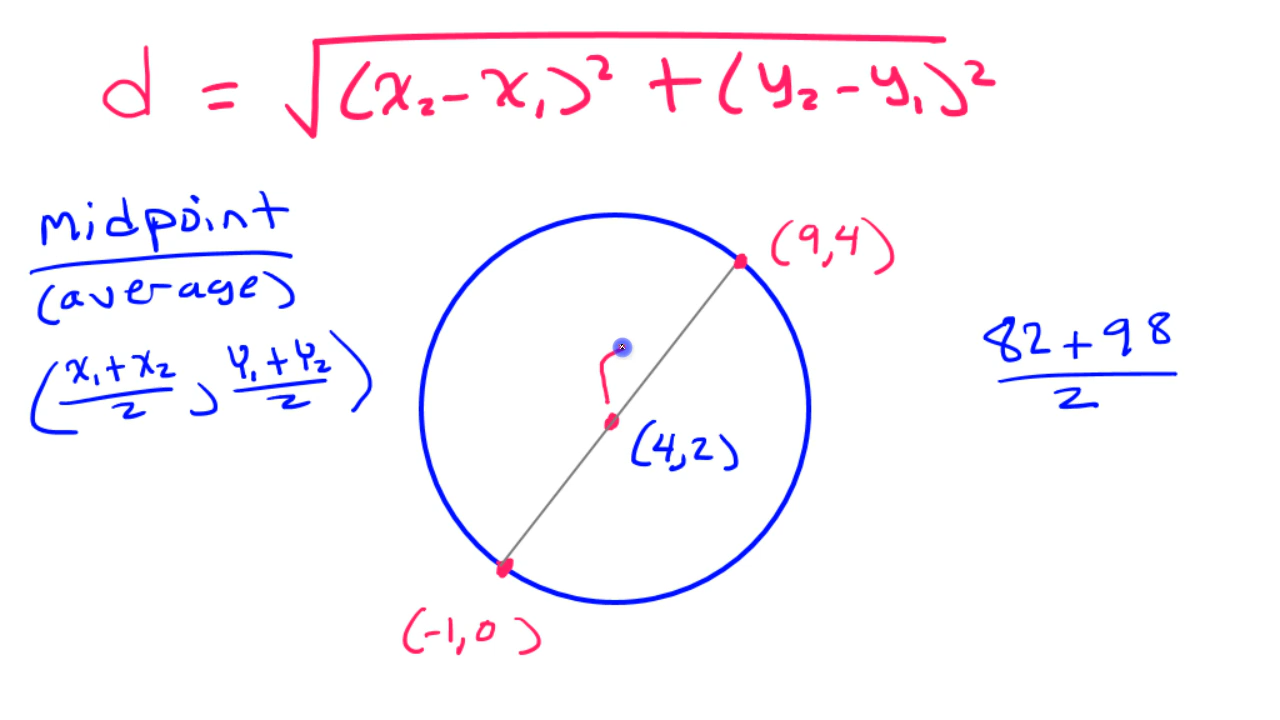 d = √(x₂-x₁)² + (y₂-y₁)²
midpoint
(average)
(x₁+x₂/2, y₁+y₂/2)
(9,4)
82+98
2
(4,2)
(-1,0)